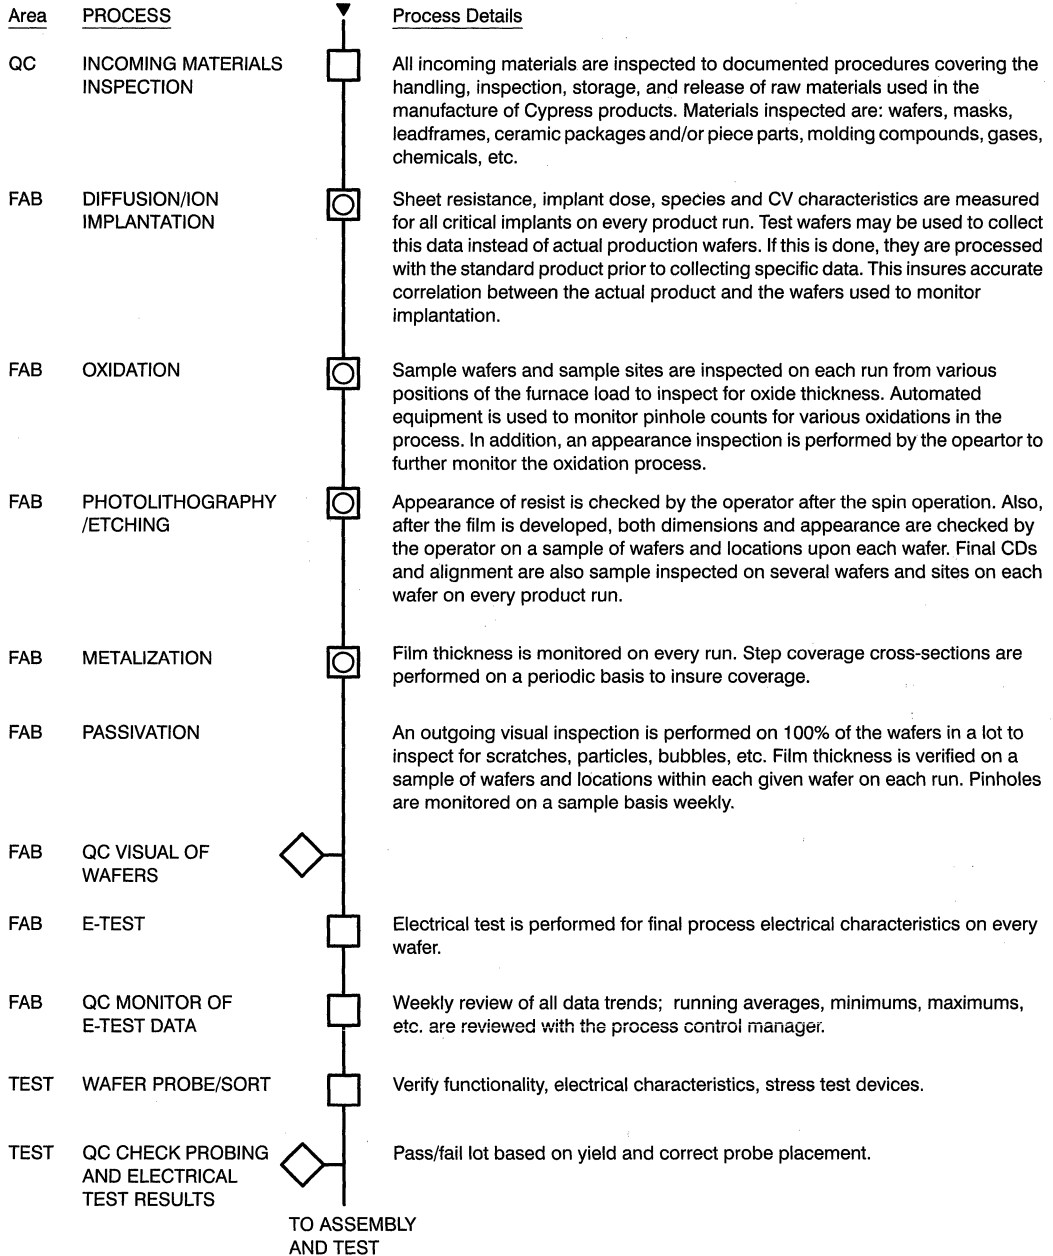 Area PROCESS Process Details
QC INCOMING MATERIALS
INSPECTION
All incoming materials are inspected to documented procedures covering the
handling, inspection, storage, and release of raw materials used in the
manufacture of Cypress products. Materials inspected are: wafers, masks,
leadframes, ceramic packages and/or piece parts, molding compounds, gases,
chemicals, etc.
FAB DIFFUSION/ION
IMPLANTATION
Sheet resistance, implant dose, species and CV characteristics are measured
for all critical implants on every product run. Test wafers may be used to collect
this data instead of actual production wafers. If this is done, they are processed
with the standard product prior to collecting specific data. This insures accurate
correlation between the actual product and the wafers used to monitor
implantation.
FAB OXIDATION
Sample wafers and sample sites are inspected on each run from various
positions of the furnace load to inspect for oxide thickness. Automated
equipment is used to monitor pinhole counts for various oxidations in the
process. In addition, an appearance inspection is performed by the opeartor to
further monitor the oxidation process.
FAB PHOTOLITHOGRAPHY
/ETCHING
Appearance of resist is checked by the operator after the spin operation. Also,
after the film is developed, both dimensions and appearance are checked by
the operator on a sample of wafers and locations upon each wafer. Final CDs
and alignment are also sample inspected on several wafers and sites on each
wafer on every product run.
FAB METALIZATION
Film thickness is monitored on every run. Step coverage cross-sections are
performed on a periodic basis to insure coverage.
FAB PASSIVATION
An outgoing visual inspection is performed on 100% of the wafers in a lot to
inspect for scratches, particles, bubbles, etc. Film thickness is verified on a
sample of wafers and locations within each given wafer on each run. Pinholes
are monitored on a sample basis weekly.
FAB QC VISUAL OF
WAFERS
FAB E-TEST
Electrical test is performed for final process electrical characteristics on every
wafer.
FAB QC MONITOR OF
E-TEST DATA
Weekly review of all data trends; running averages, minimums, maximums,
etc. are reviewed with the process control manager.
TEST WAFER PROBE/SORT
Verify functionality, electrical characteristics, stress test devices.
TEST QC CHECK PROBING
AND ELECTRICAL
TEST RESULTS
Pass/fail lot based on yield and correct probe placement.
TO ASSEMBLY
AND TEST